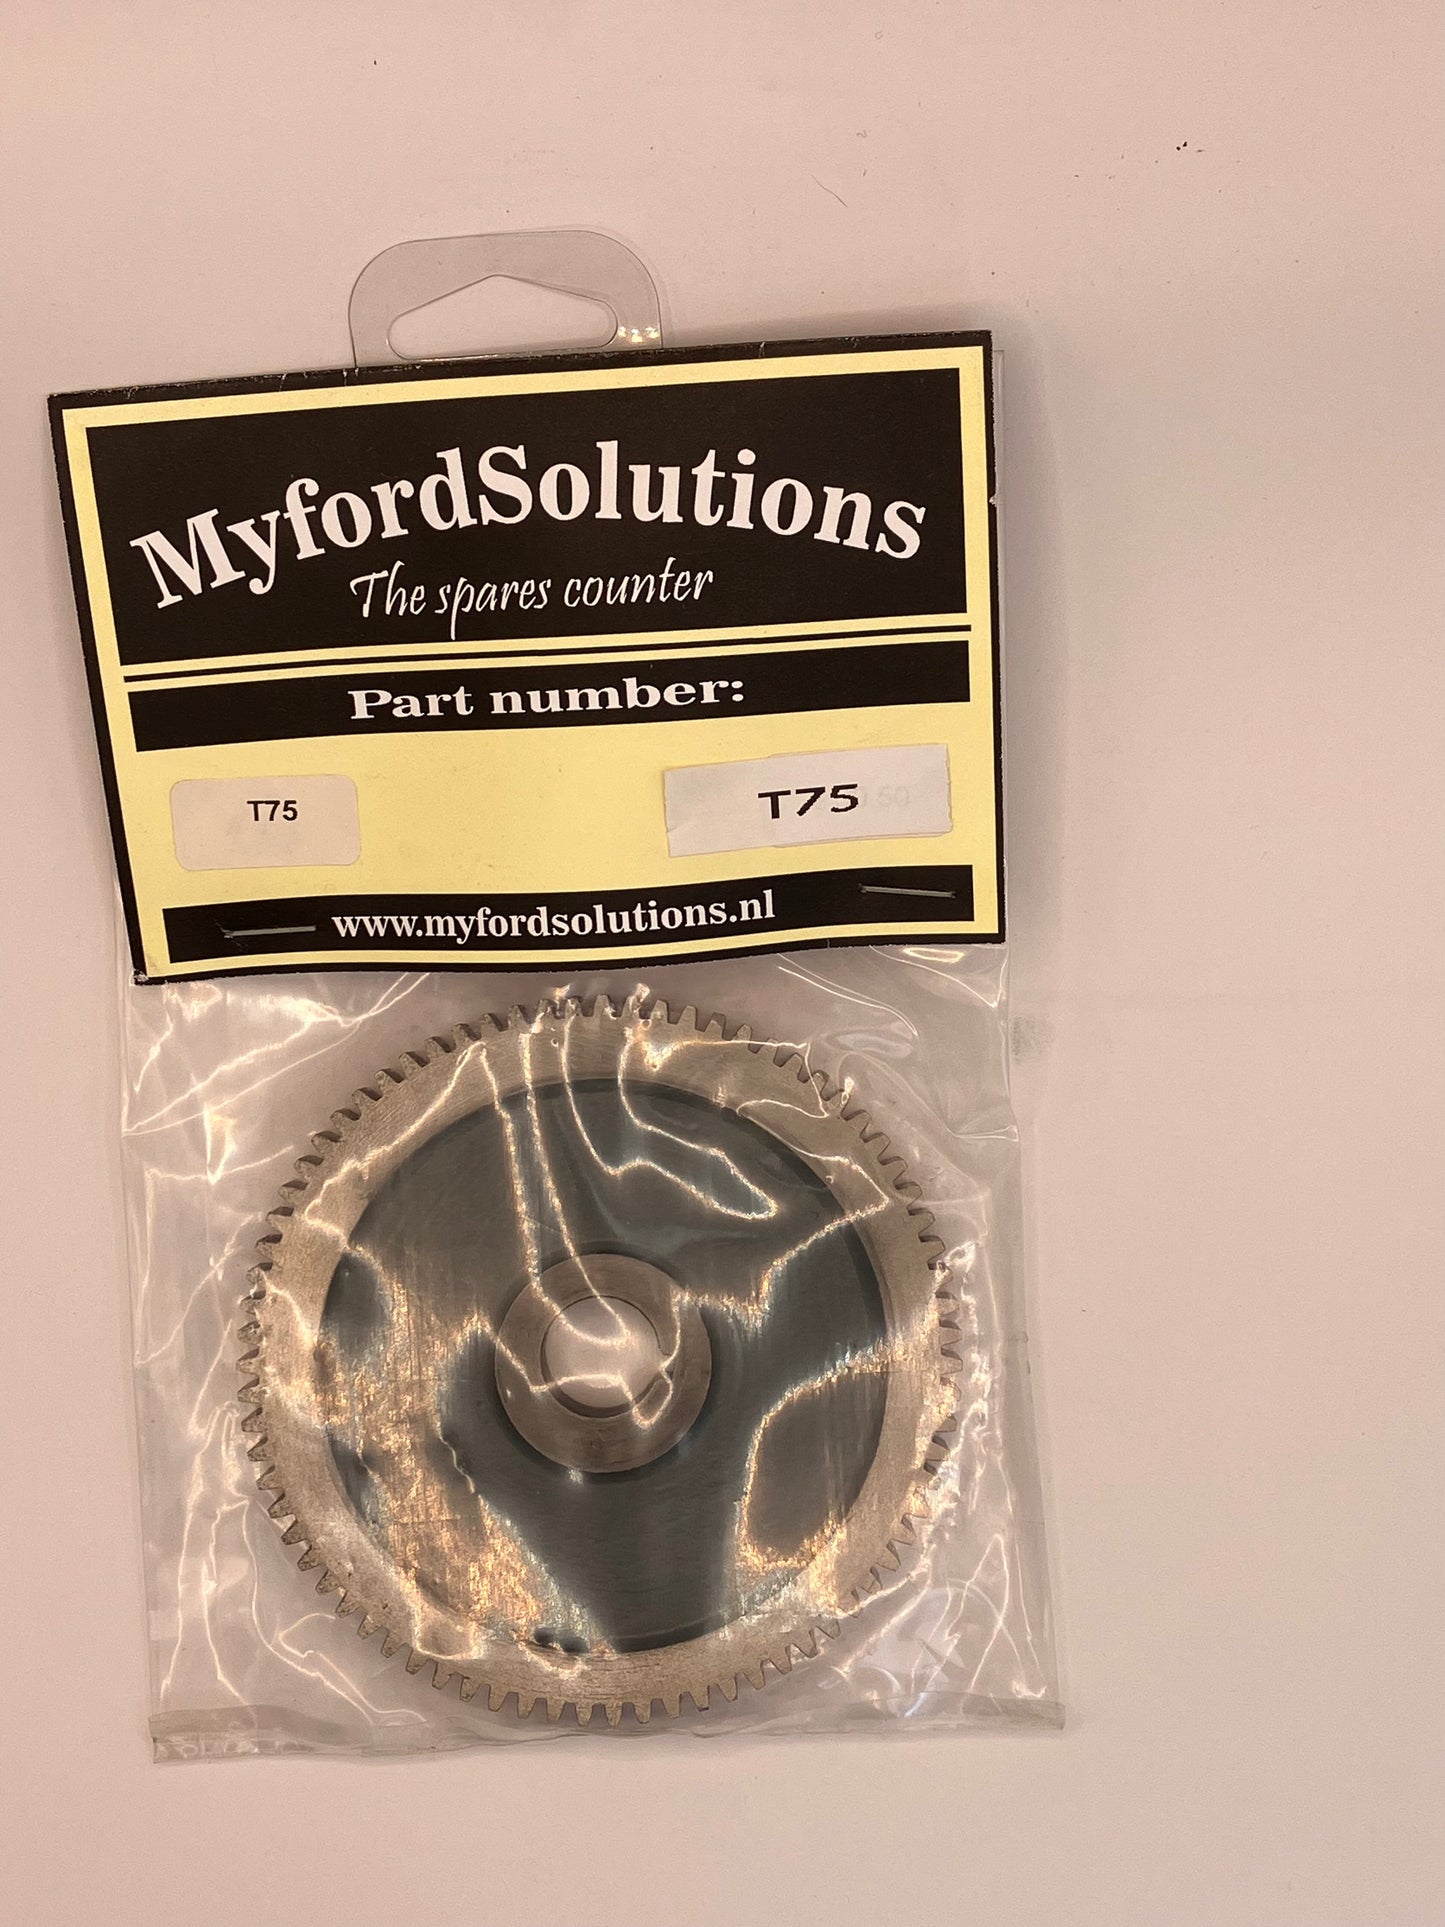 MyfordSolutions
The spares counter
Part number:
T75
T75
www.myfordsolutions.nl